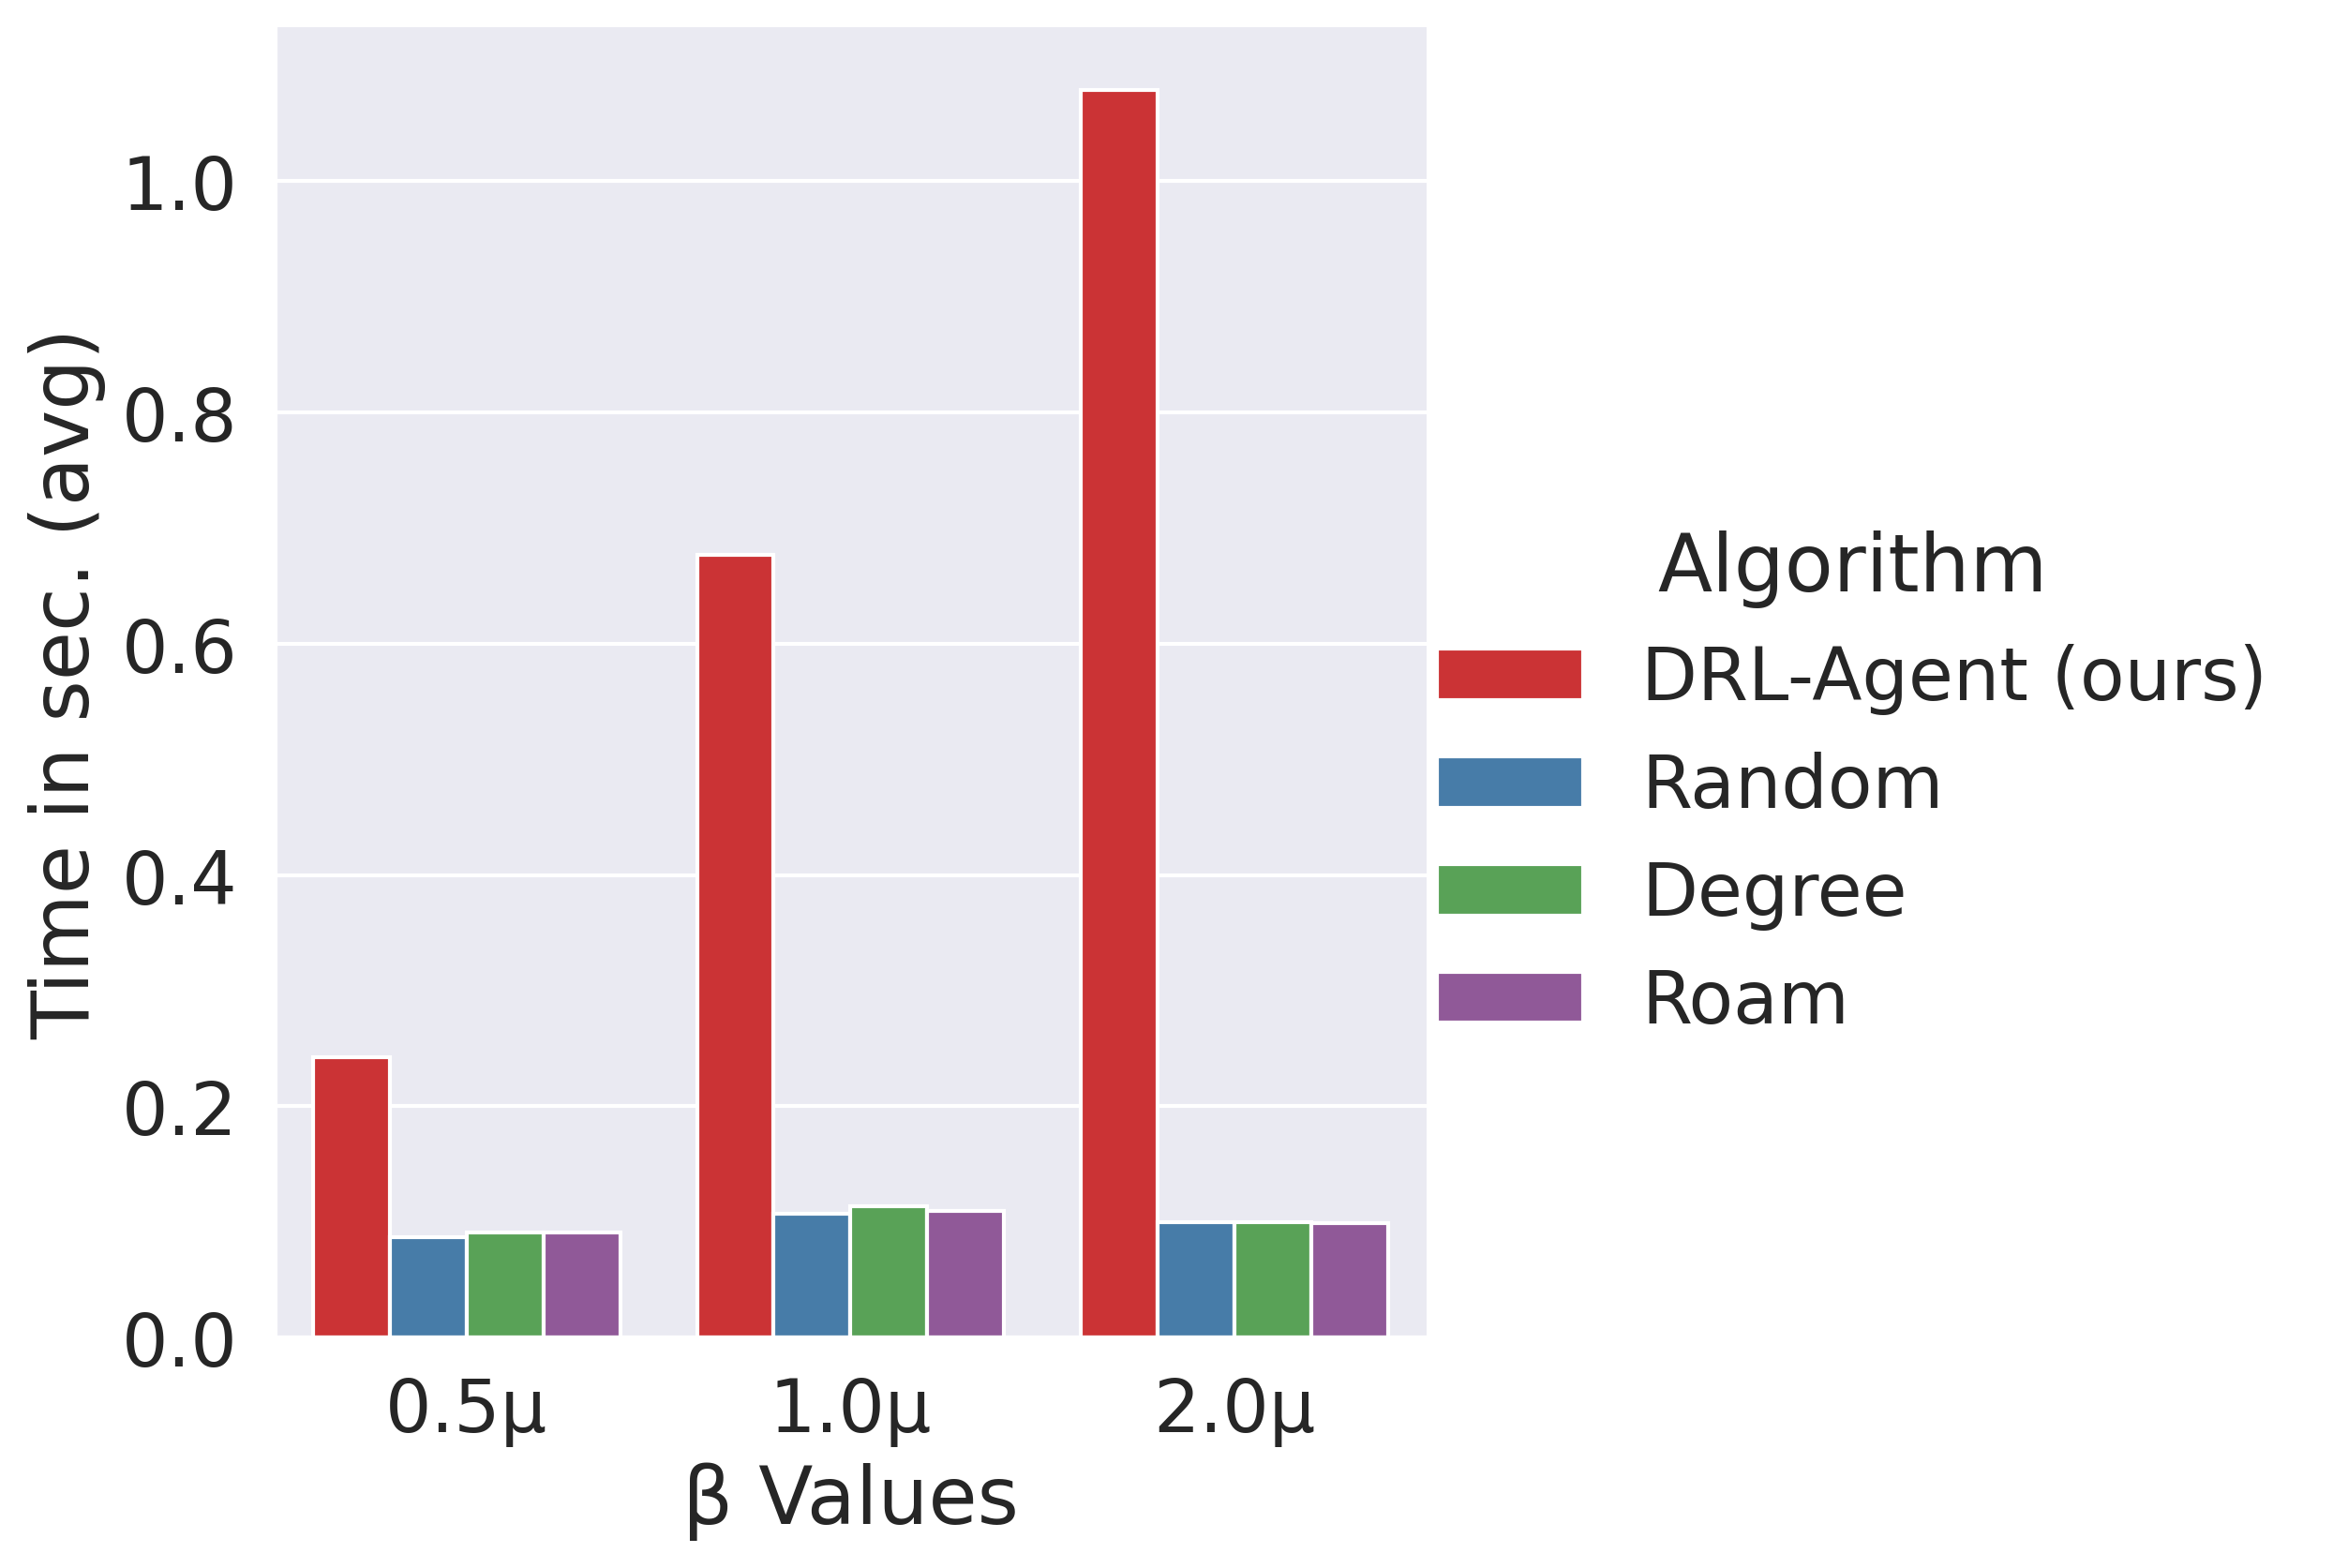 Time in sec. (avg)
1.0
0.8
0.6
0.4
0.2
0.0
0.5μ
1.0μ
2.0μ
β Values
Algorithm
DRL-Agent (ours)
Random
Degree
Roam